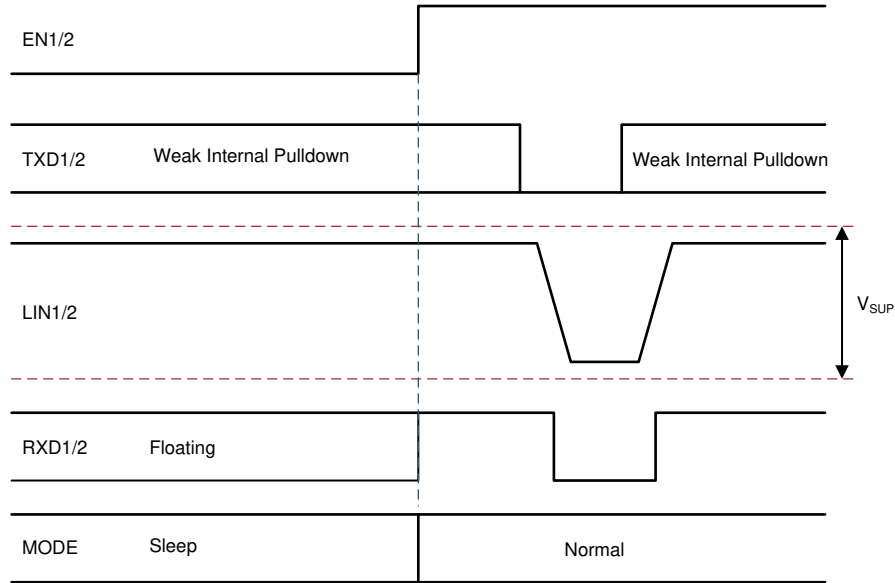 EN1/2
TXD1/2 Weak Internal Pulldown Weak Internal Pulldown
LIN1/2
VSUP
RXD1/2 Floating
MODE Sleep Normal